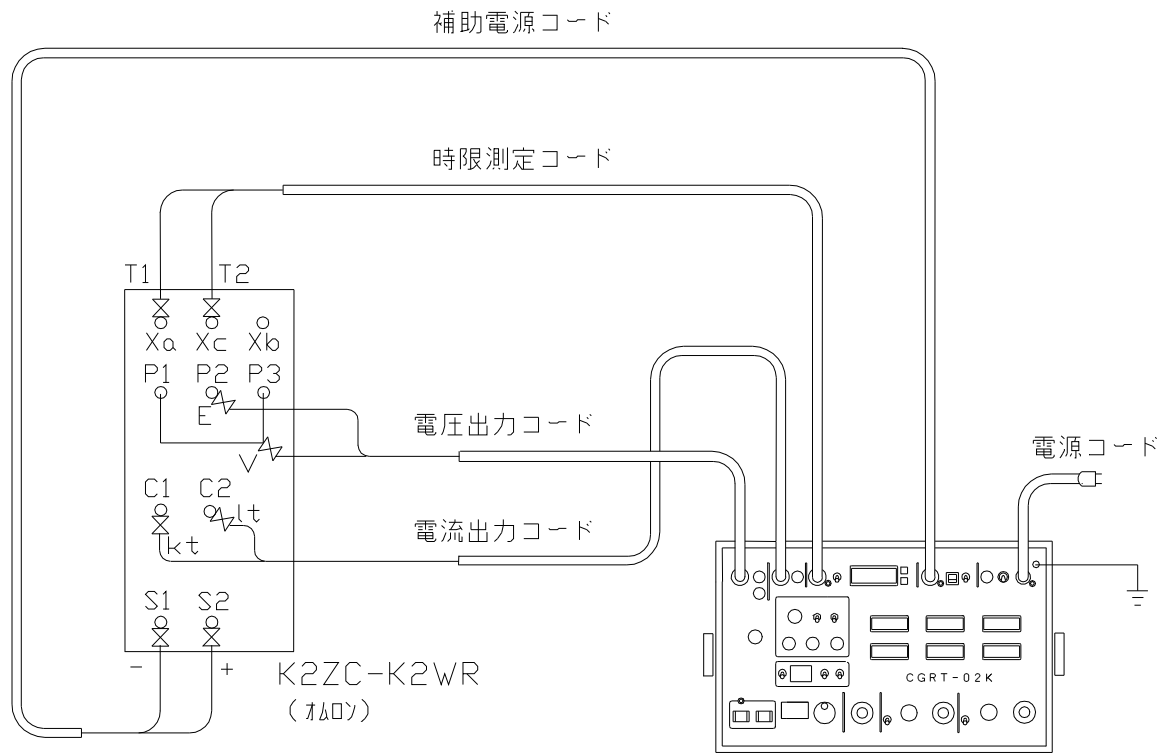 補助電源コード
時限測定コード
T1 T2
Xa Xc Xb
P1 P2 P3
E
電圧出力コード
V
電源コード
C1 C2
lt
電流出力コード
kt
S1 S2
- +
K2ZC-K2WR
(オムロン)
CGRT-02K